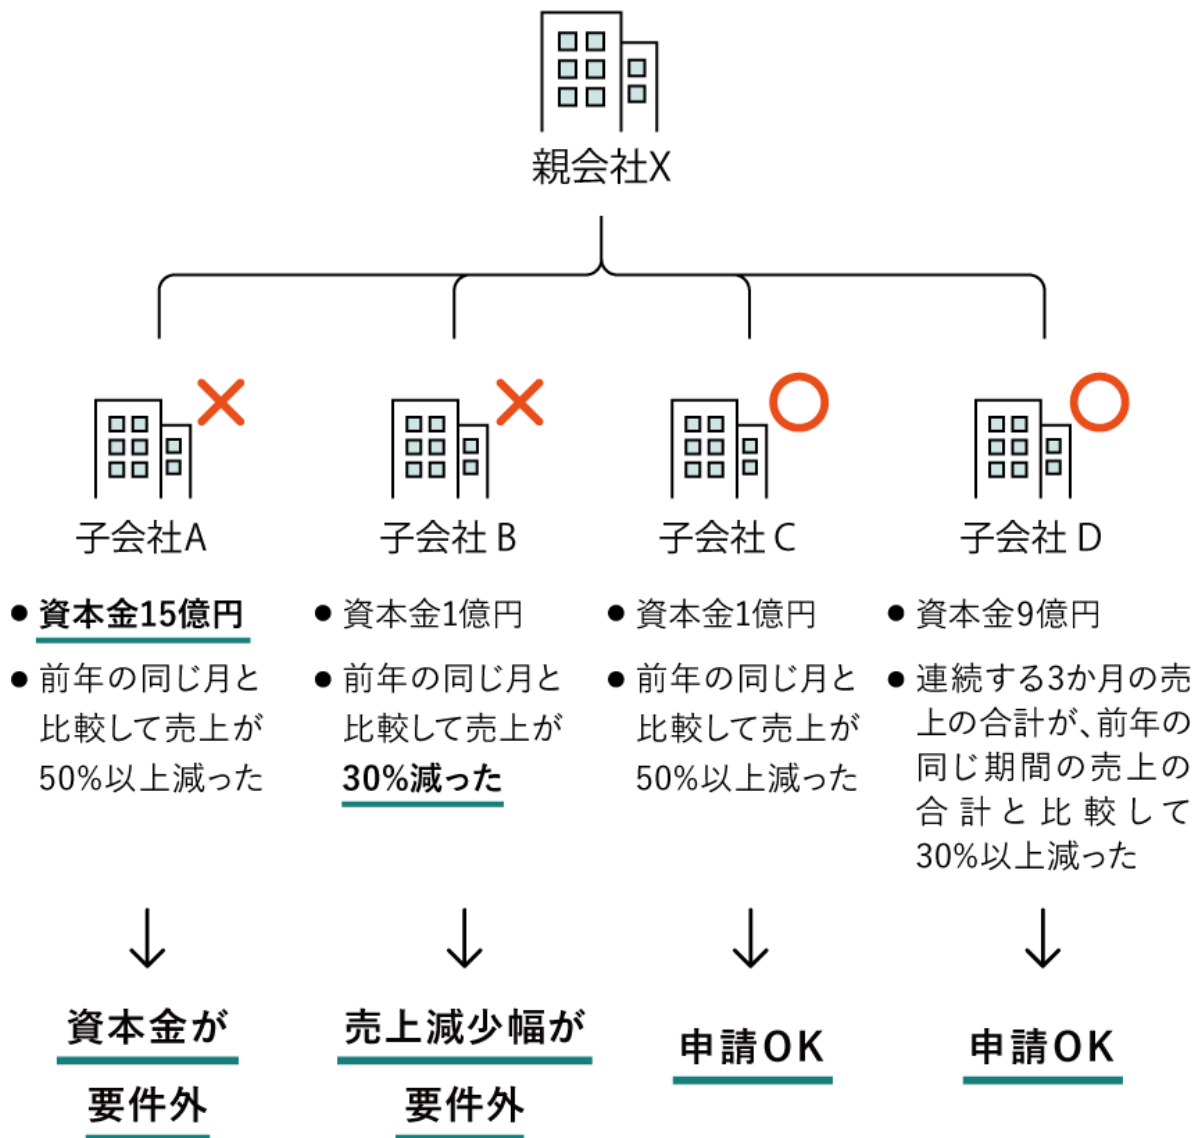 親会社X
子会社A
● 資本金15億円
● 前年の同じ月と
比較して売上が
50%以上減った
資本金が
要件外
子会社 B
● 資本金1億円
● 前年の同じ月と
比較して売上が
30%減った
売上減少幅が
要件外
子会社 C
● 資本金1億円
● 前年の同じ月と
比較して売上が
50%以上減った
申請OK
子会社 D
● 資本金9億円
● 連続する3か月の売
上の合計が、前年の
同じ期間の売上の
合計と比較して
30%以上減った
申請OK